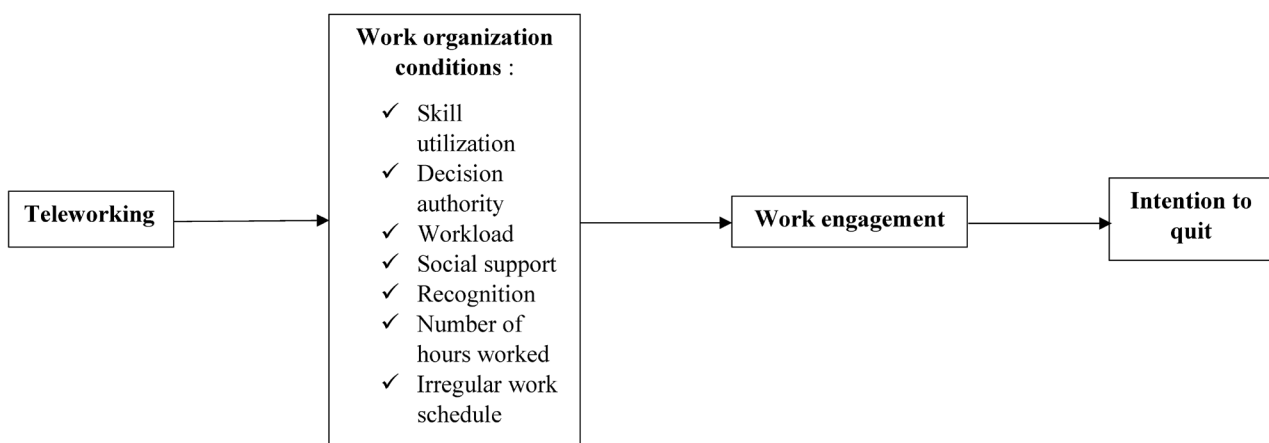 Work organization
conditions :
✓ Skill
utilization
✓ Decision
authority
✓ Workload
✓ Social support
✓ Recognition
✓ Number of
hours worked
✓ Irregular work
schedule
Teleworking
Work engagement
Intention to
quit